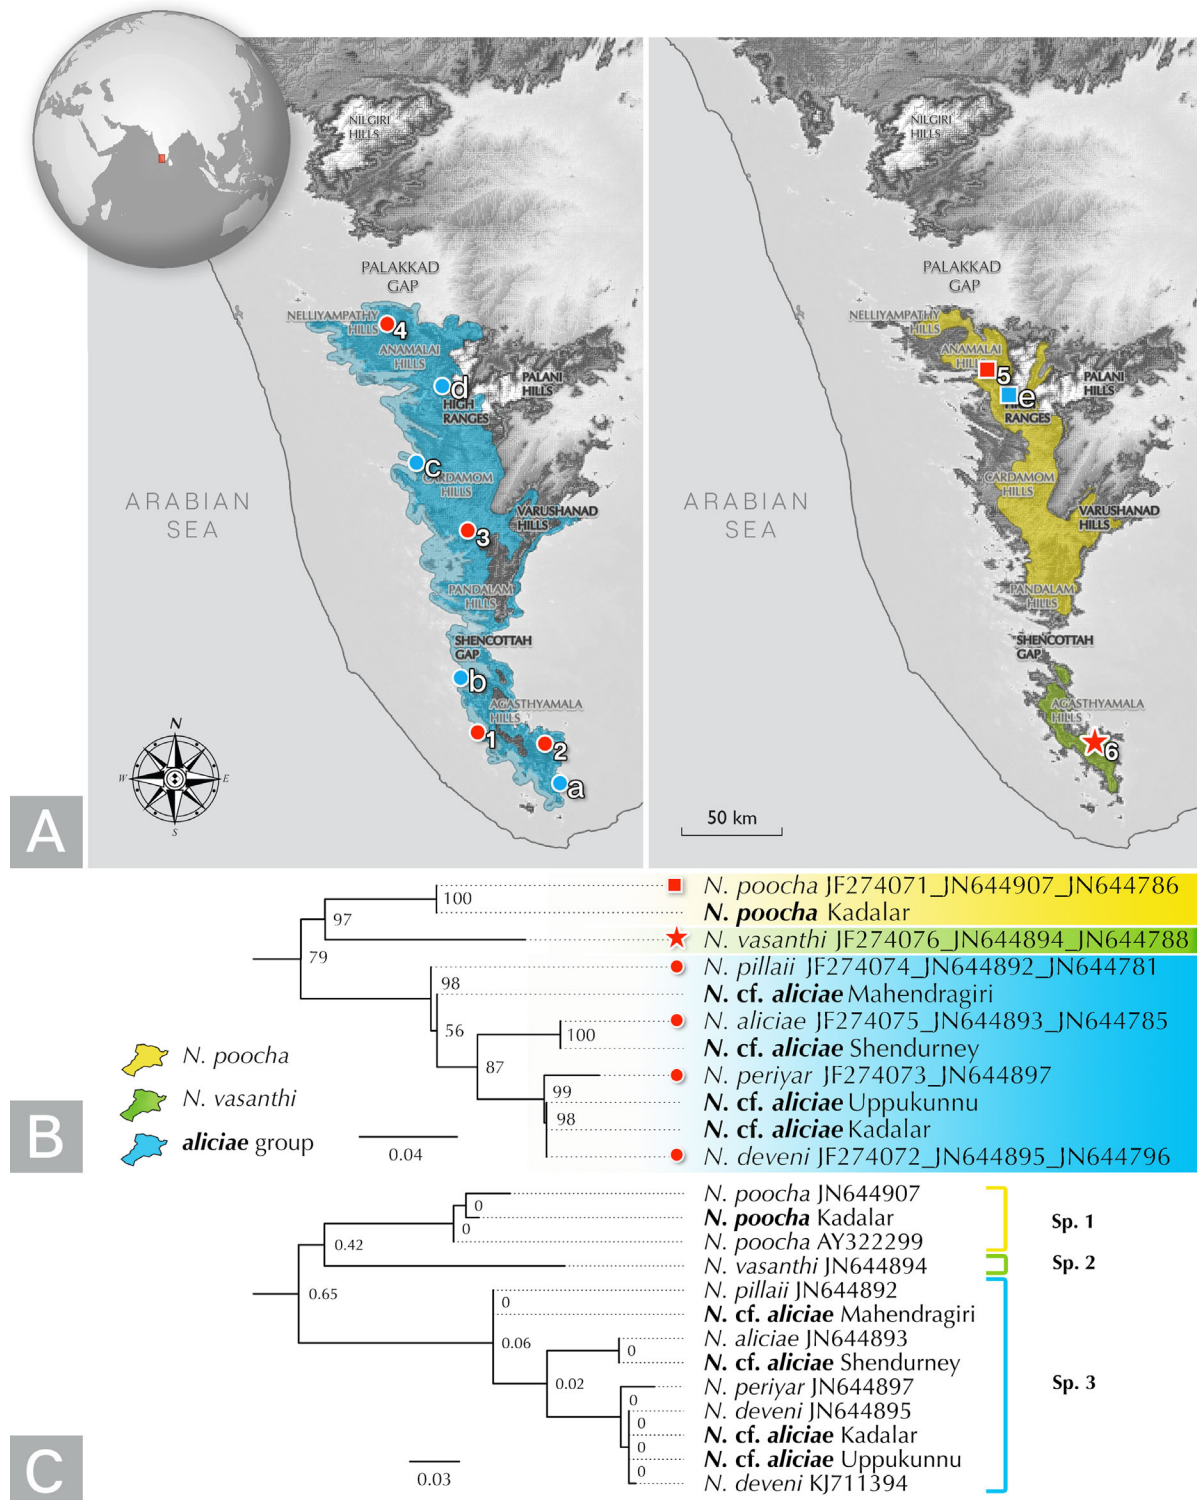 NILGIRI
HILLS
PALAKKAD
GAP
NELLIYAMPATHY
HILLS
4
ANAMALAI
HILLS
d
PALANI
HILLS
HIGH
RANGES
C
CARDAMOM
HILLS
VARUSHANAD
HILLS
3
ARABIAN
SEA
PANDALAM
HILLS
SHENCOTTAH
GAP
b
AGASTHYAMALA
HILLS
1
2
a
N
W
E
S
A
NILGIRI
HILLS
PALAKKAD
GAP
NELLIYAMPATHY
HILLS
ANAMALAI
HILLS
5
PALANI
HILLS
e
RANGES
CARDAMOM
HILLS
VARUSHANAD
HILLS
ARABIAN
SEA
PANDALAM
HILLS
SHENCOTTAH
GAP
AGASTHYAMALA
HILLS
6
50 km
N. poocha JF274071_JN644907_JN644786
100
N. poocha Kadalar
97
N. vasanthi JF274076_JN644894_JN644788
79
N. pillaii JF274074_JN644892_JN644781
98
N. cf. aliciae Mahendragiri
N. aliciae JF274075_JN644893_JN644785
56
100
N. cf. aliciae Shendurney
87
N. periyar JF274073_JN644897
99
N. cf. aliciae Uppukunnu
98
N. cf. aliciae Kadalar
N. deveni JF274072_JN644895_JN644796
N. poocha
N. vasanthi
aliciae group
0.04
B
N. poocha JN644907
0
N. poocha Kadalar
0
N. poocha AY322299
0.42
N. vasanthi JN644894
0.65
N. pillaii JN644892
0
N. cf. aliciae Mahendragiri
N. aliciae JN644893
0.06
0
N. cf. aliciae Shendurney
0.02
N. periyar JN644897
0
N. deveni JN644895
0
N. cf. aliciae Kadalar
0
N. cf. aliciae Uppukunnu
0
N. deveni KJ711394
Sp. 1
Sp. 2
Sp. 3
0.03
C